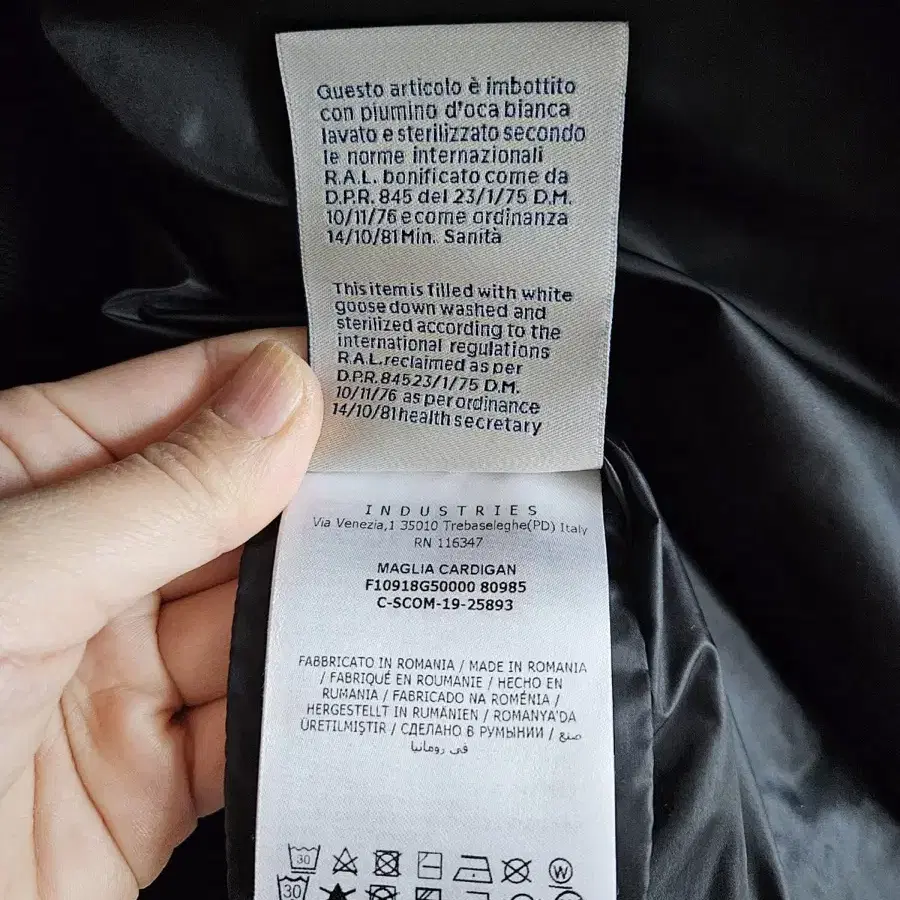 Questo articolo è imbottito
con piumino d'oca bianca
lavato e sterilizzato secondo
le norme internazionali
R.A.L. bonificato come da
D.P.R. 845 del 23/1/75 D.M.
10/11/76 e come ordinanza
14/10/81 Min. Sanità
This item is filled with white
goose down washed and
sterilized according to the
international regulations
R.A.L. reclaimed as per
D.P.R. 845 23/1/75 D.M.
10/11/76 as per ordinance
14/10/81 health secretary
INDUSTRIES
Via Venezia,1 35010 Trebaseleghe(PD) Italy
RN 116347
MAGLIA CARDIGAN
F10918G50000 80985
C-SCOM-19-25893
FABBRICATO IN ROMANIA / MADE IN ROMANIA
/ FABRIQUÉ EN ROUMANIE / HECHO EN
RUMANIA / FABRICADO NA ROMÉNIA /
HERGESTELLT IN RUMÄNIEN / ROMANYA'DA
ÜRETILMIŞTIR / СДЕЛАНО В РУМЫНИИ / صنع
في رومانيا
30 W
30